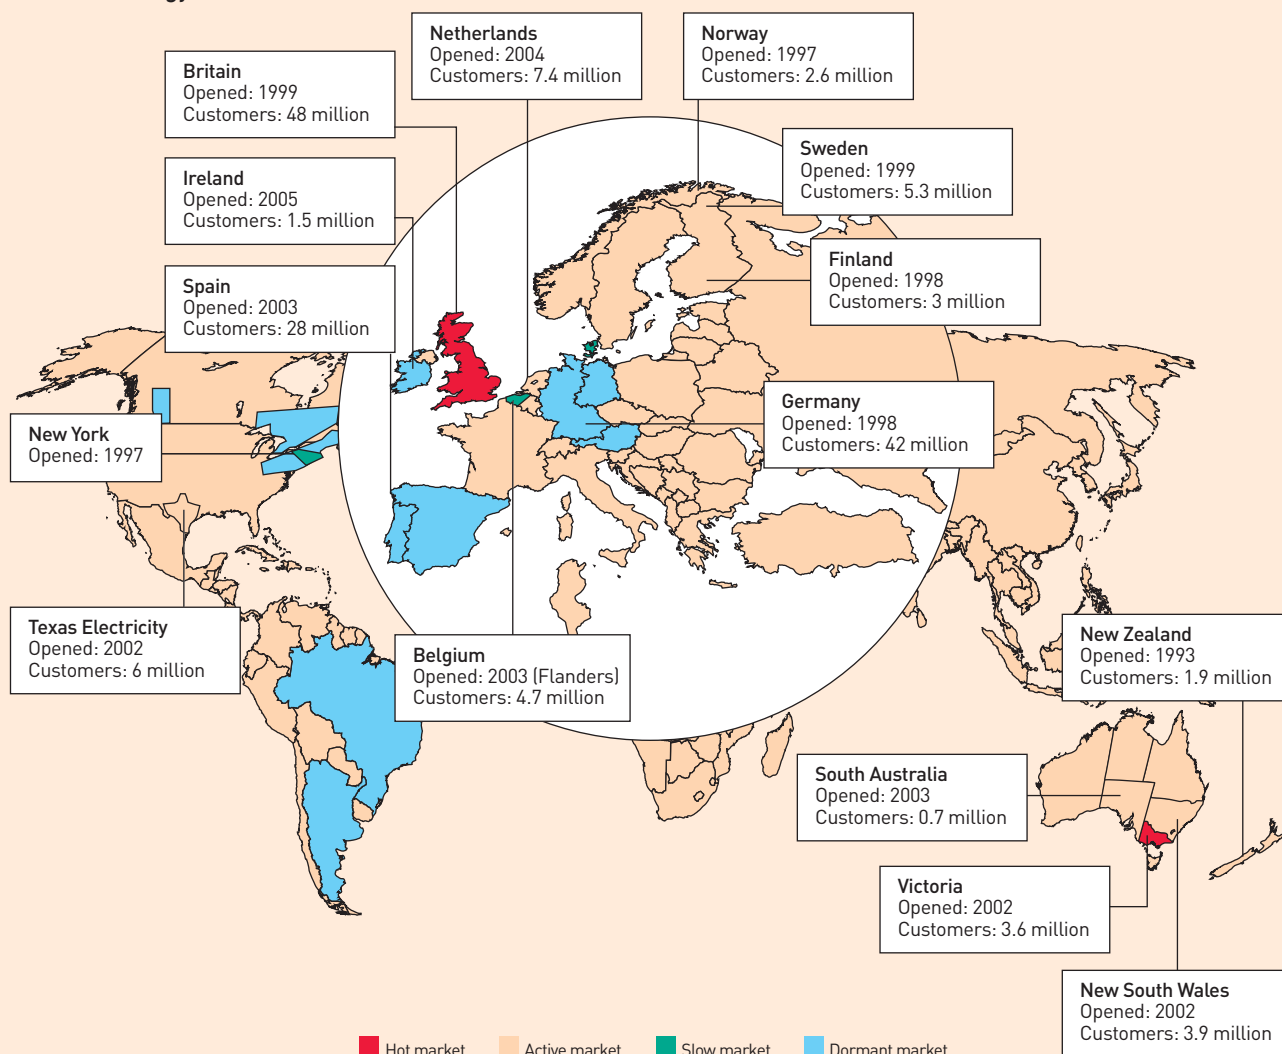 Netherlands
Opened: 2004
Customers: 7.4 million
Norway
Opened: 1997
Customers: 2.6 million
Britain
Opened: 1999
Customers: 48 million
Sweden
Opened: 1999
Customers: 5.3 million
Ireland
Opened: 2005
Customers: 1.5 million
Finland
Opened: 1998
Customers: 3 million
Spain
Opened: 2003
Customers: 28 million
Germany
Opened: 1998
Customers: 42 million
New York
Opened: 1997
Texas Electricity
Opened: 2002
Customers: 6 million
Belgium
Opened: 2003 (Flanders)
Customers: 4.7 million
New Zealand
Opened: 1993
Customers: 1.9 million
South Australia
Opened: 2003
Customers: 0.7 million
Victoria
Opened: 2002
Customers: 3.6 million
New South Wales
Opened: 2002
Customers: 3.9 million
Hot market
Active market
Slow market
Dormant market